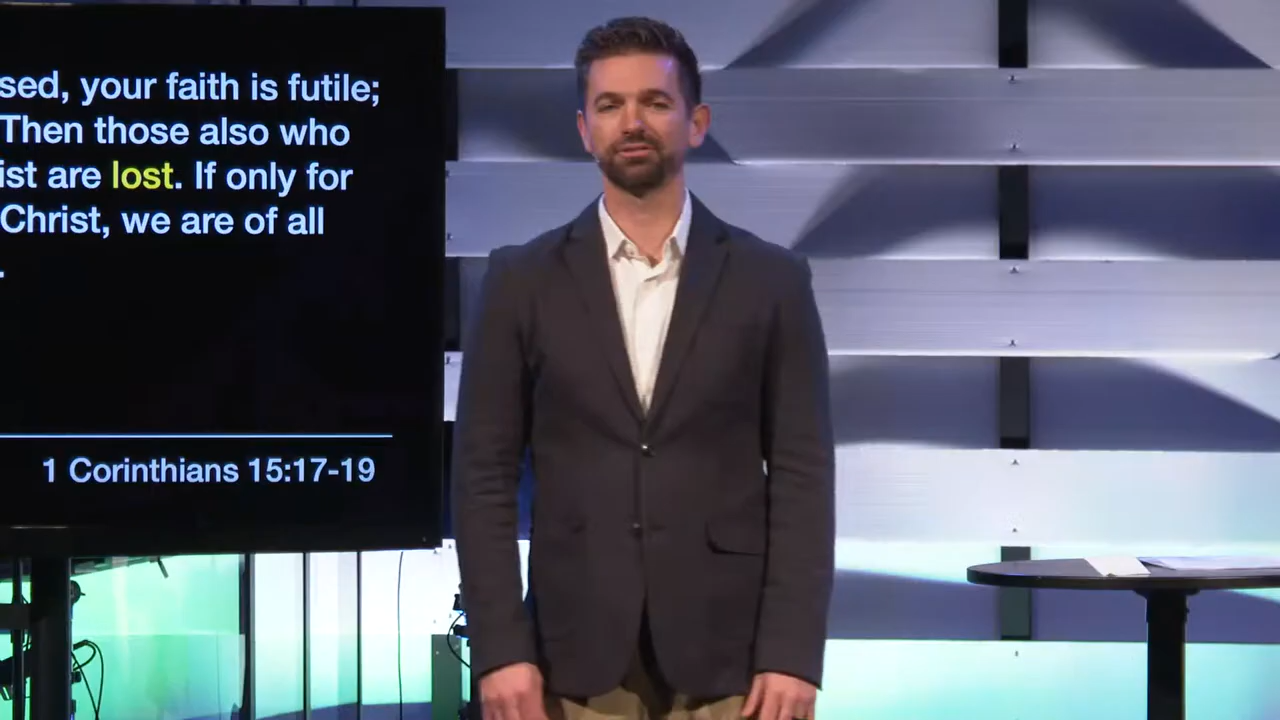 sed, your faith is futile;
Then those also who
ist are lost. If only for
Christ, we are of all
.
1 Corinthians 15:17-19